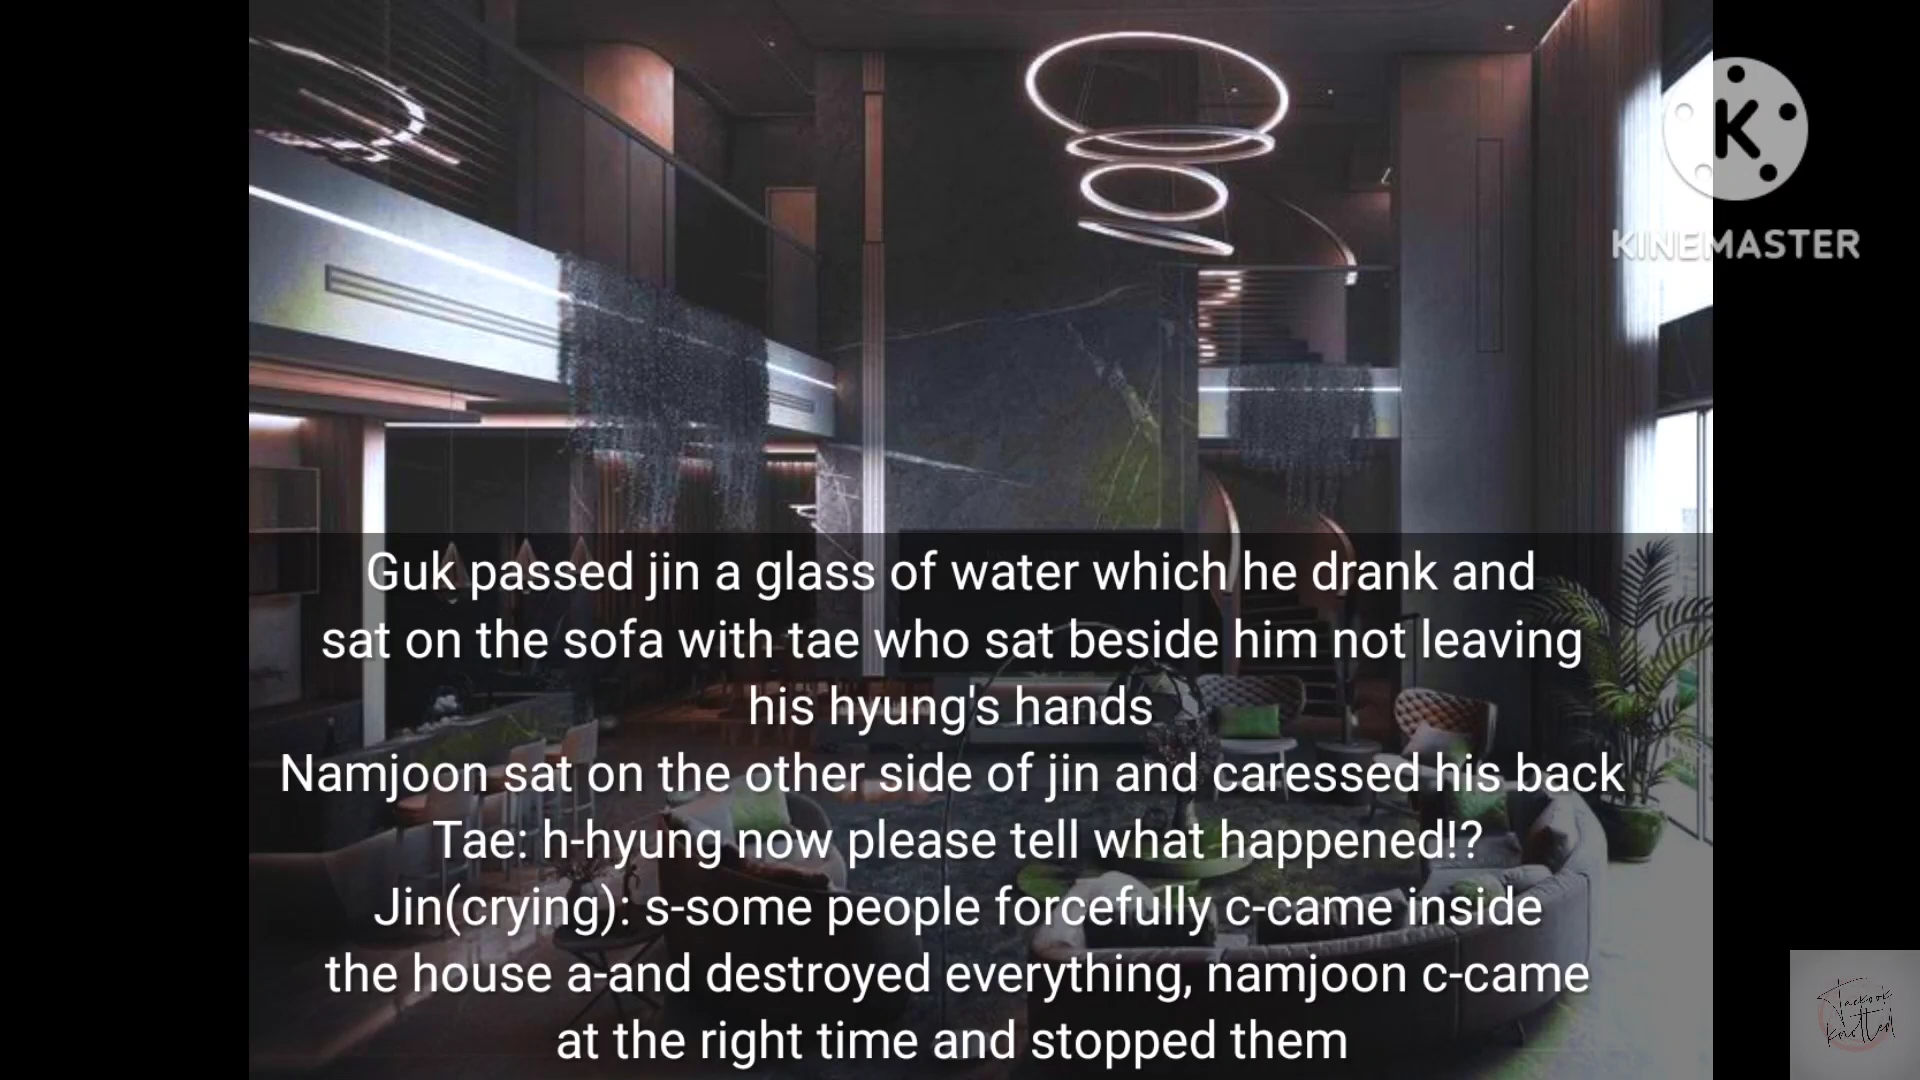 KINEMASTER
Guk passed jin a glass of water which he drank and
sat on the sofa with tae who sat beside him not leaving
his hyung's hands
Namjoon sat on the other side of jin and caressed his back
Tae: h-hyung now please tell what happened!?
Jin(crying): s-some people forcefully c-came inside
the house a-and destroyed everything, namjoon c-came
at the right time and stopped them